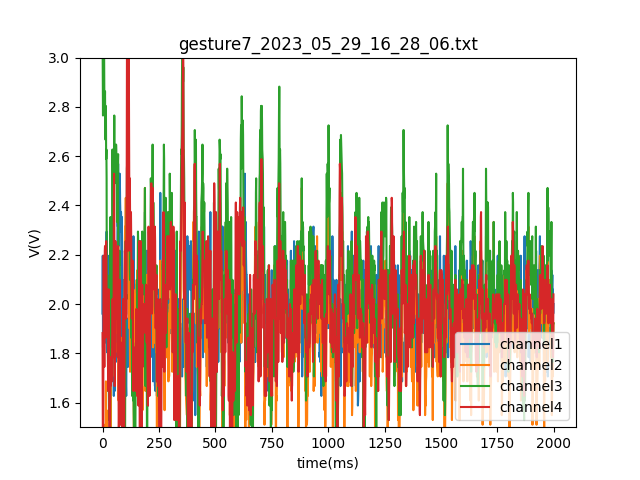 gesture7_2023_05_29_16_28_06.txt
3.0
2.8
2.6
2.4
2.2
2.0
1.8
1.6
V(V)
channel1
channel2
channel3
channel4
0 250 500 750 1000 1250 1500 1750 2000
time(ms)